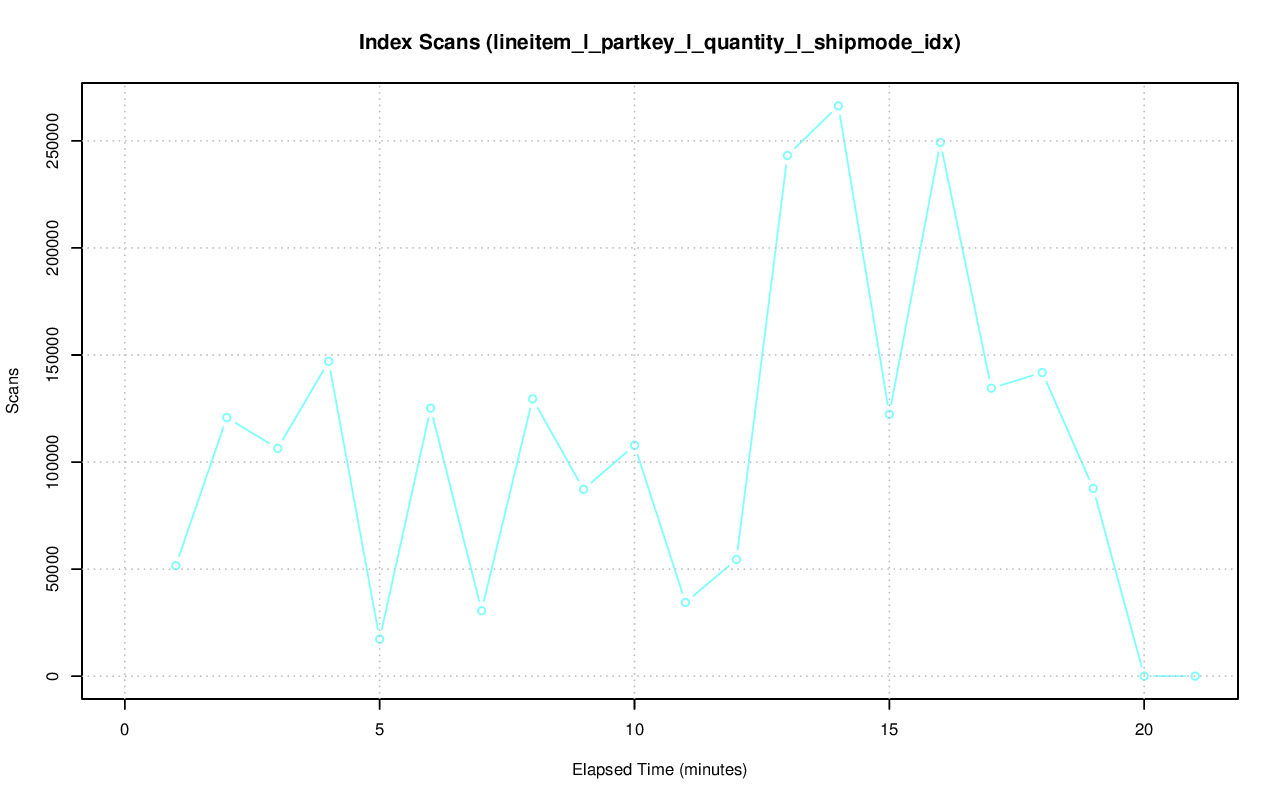 Index Scans (lineitem_l_partkey_l_quantity_l_shipmode_idx)
250000
200000
150000
100000
50000
0
Scans
0 5 10 15 20
Elapsed Time (minutes)